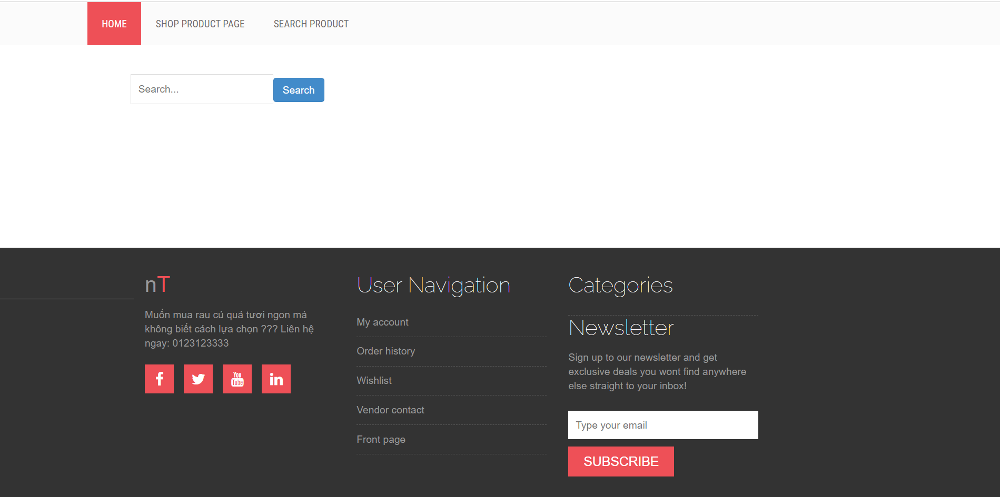 HOME SHOP PRODUCT PAGE SEARCH PRODUCT
Search...
Search
nT
Muốn mua rau củ quả tươi ngon mà
không biết cách lựa chọn ??? Liên hệ
ngay: 0123123333
You
Tube
User Navigation
My account
Order history
Wishlist
Vendor contact
Front page
Categories
Newsletter
Sign up to our newsletter and get
exclusive deals you wont find anywhere
else straight to your inbox!
Type your email
SUBSCRIBE